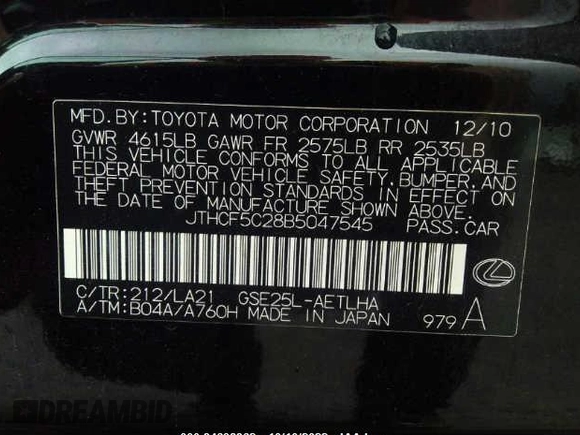 MFD.BY:TOYOTA MOTOR CORPORATION 12/10
GVWR 4615LB GAWR FR 2575LB RR 2535LB
THIS VEHICLE CONFORMS TO ALL APPLICABLE
FEDERAL MOTOR VEHICLE SAFETY, BUMPER, AND
THEFT PREVENTION STANDARDS IN EFFECT ON
THE DATE OF MANUFACTURE SHOWN ABOVE.
JTHCF5C28B5047545 PASS.CAR
C/TR:212/LA21 GSE25L-AETLHA
A/TM:B04A/A760H MADE IN JAPAN 979 A
DREAMBID